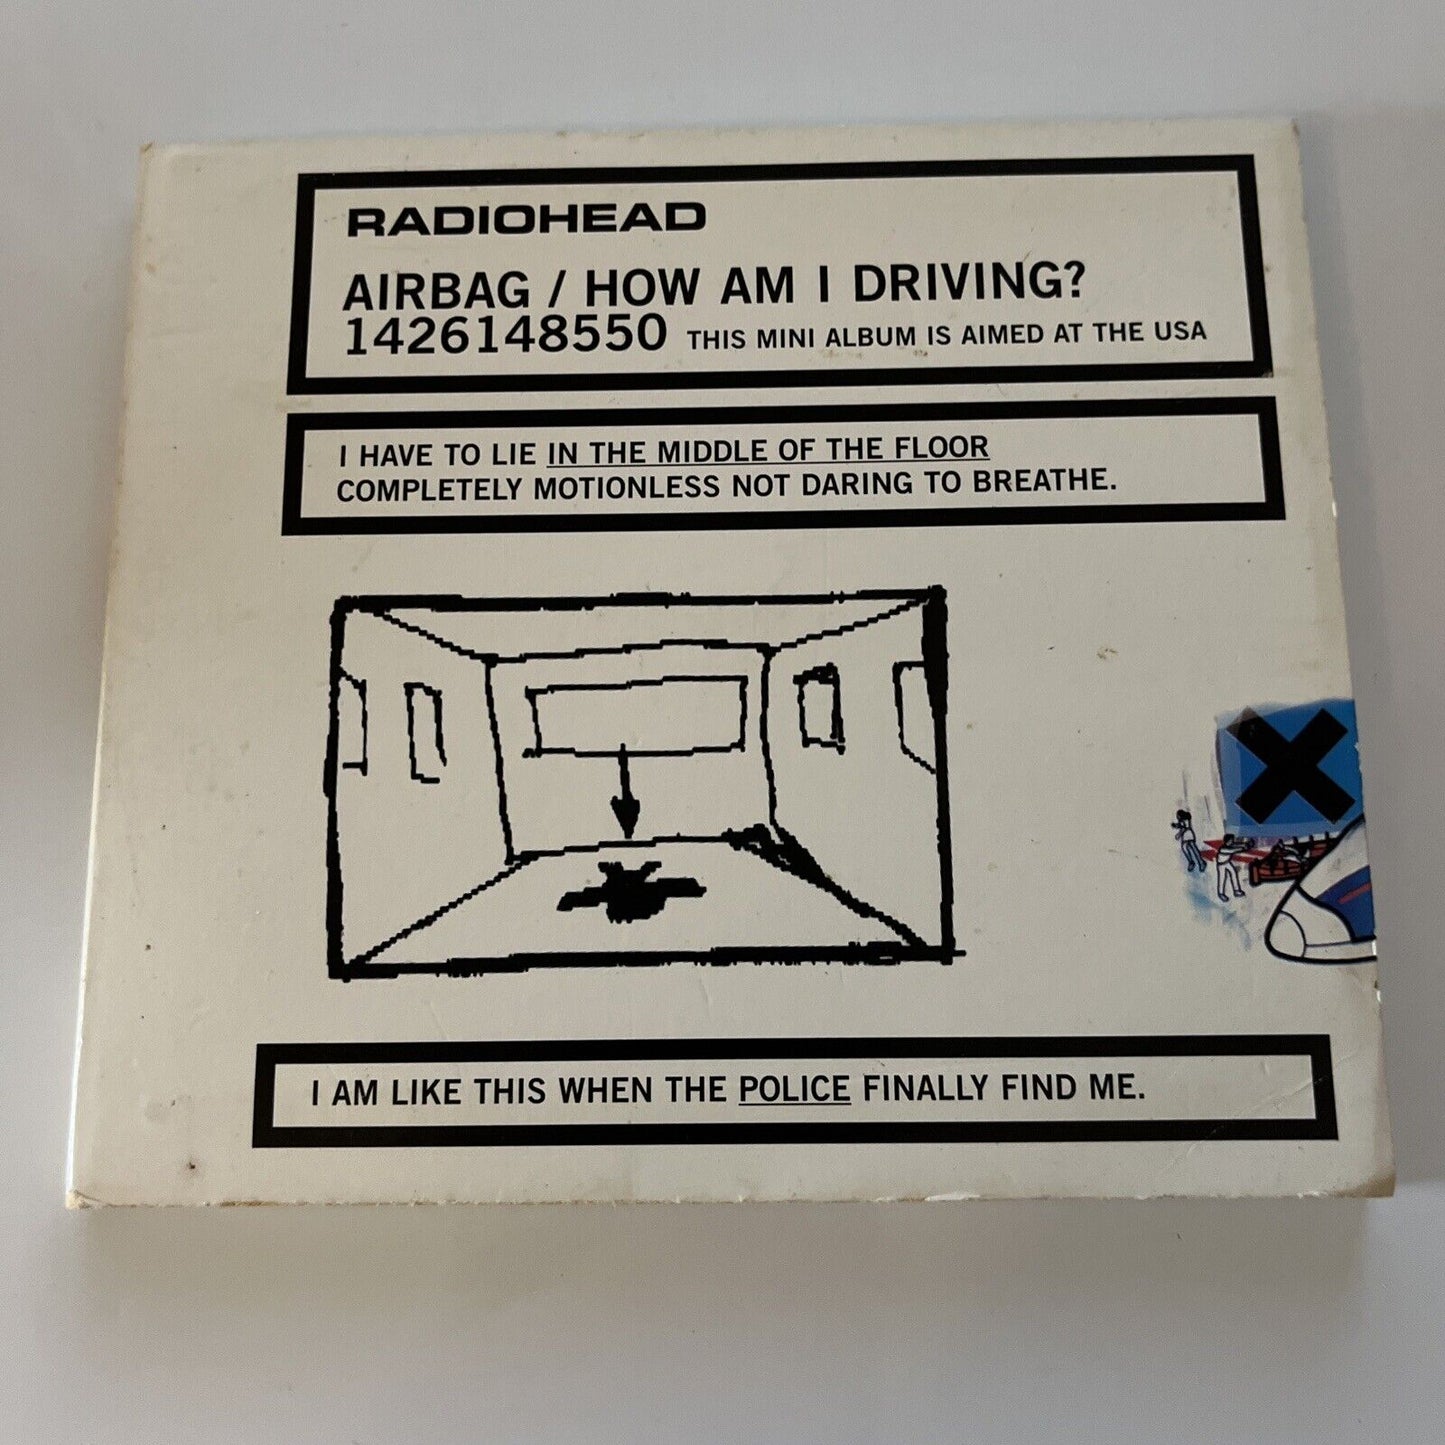 RADIOHEAD
AIRBAG / HOW AM I DRIVING?
1426148550 THIS MINI ALBUM IS AIMED AT THE USA
I HAVE TO LIE IN THE MIDDLE OF THE FLOOR
COMPLETELY MOTIONLESS NOT DARING TO BREATHE.
I AM LIKE THIS WHEN THE POLICE FINALLY FIND ME.